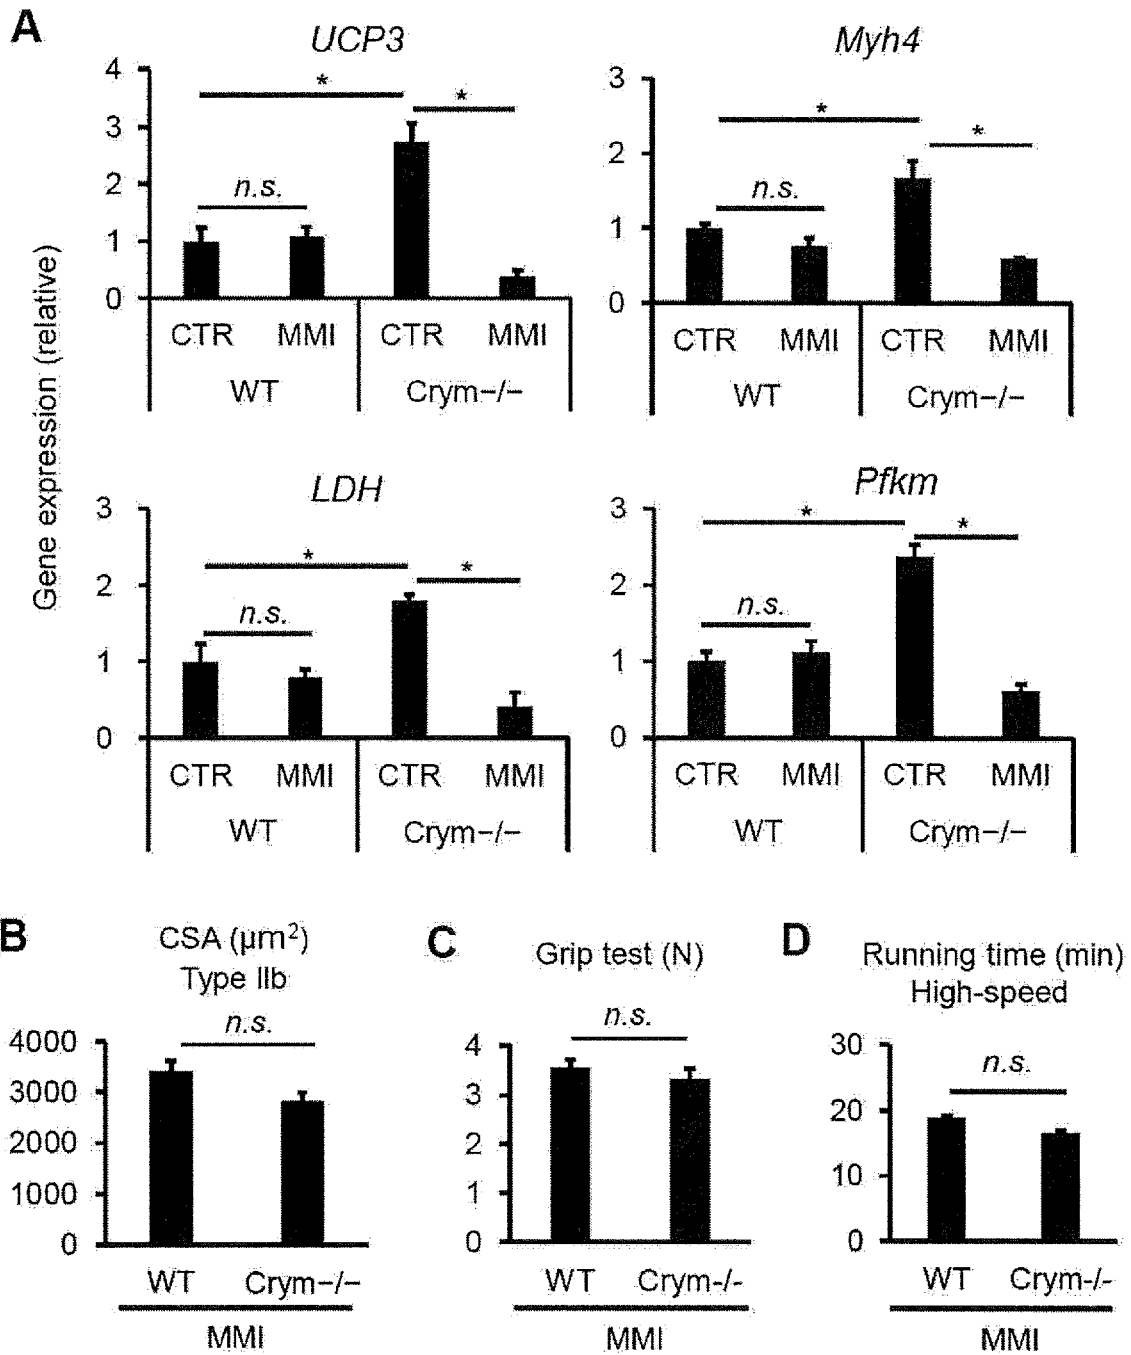 A
UCP3
Myh4
Gene expression (relative)
4
3
2
1
0
*
*
n.s.
CTR MMI CTR MMI
WT Crym−/−
3
2
1
0
*
*
n.s.
CTR MMI CTR MMI
WT Crym−/−
LDH
Pfkm
3
2
1
0
*
*
n.s.
CTR MMI CTR MMI
WT Crym−/−
3
2
1
0
*
*
n.s.
CTR MMI CTR MMI
WT Crym−/−
B
CSA (µm²)
Type IIb
n.s.
4000
3000
2000
1000
0
WT Crym−/−
MMI
C
Grip test (N)
n.s.
4
3
2
1
0
WT Crym-/-
MMI
D
Running time (min)
High-speed
n.s.
30
20
10
0
WT Crym-/-
MMI